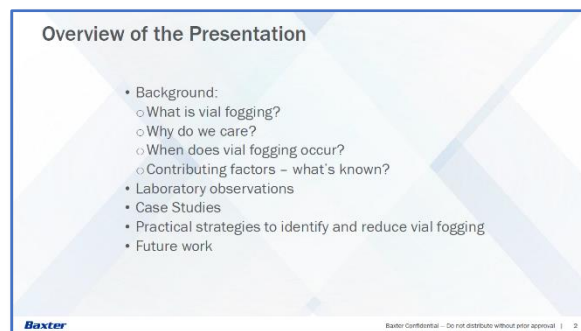 Overview of the Presentation
• Background:
○ What is vial fogging?
○ Why do we care?
○ When does vial fogging occur?
○ Contributing factors – what's known?
• Laboratory observations
• Case Studies
• Practical strategies to identify and reduce vial fogging
• Future work
Baxter
Baxter Confidential – Do not distribute without prior approval | 2